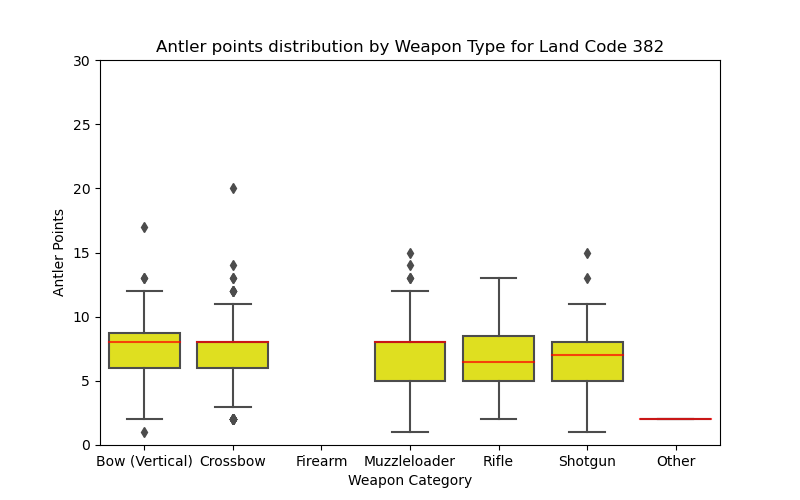 Antler points distribution by Weapon Type for Land Code 382
30
25
20
15
10
5
0
Antler Points
Bow (Vertical) Crossbow Firearm Muzzleloader Rifle Shotgun Other
Weapon Category